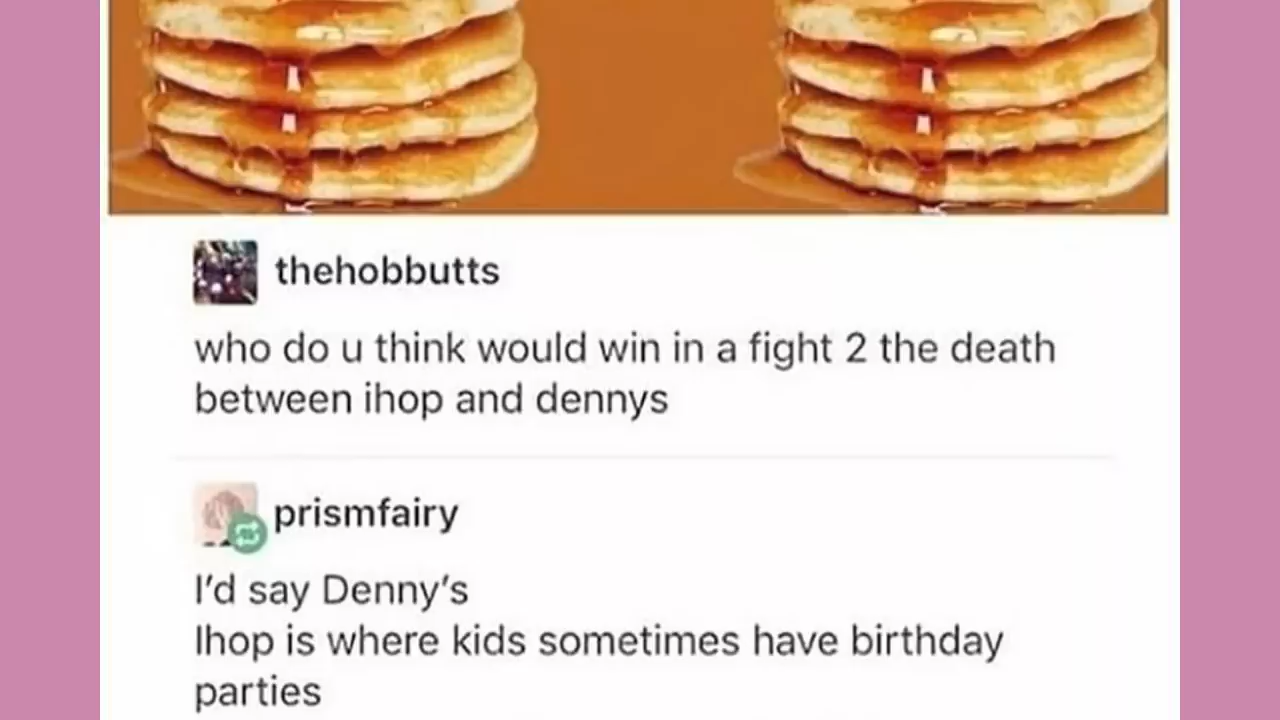 thehobbutts
who do u think would win in a fight 2 the death
between ihop and dennys
prismfairy
I'd say Denny's
Ihop is where kids sometimes have birthday
parties